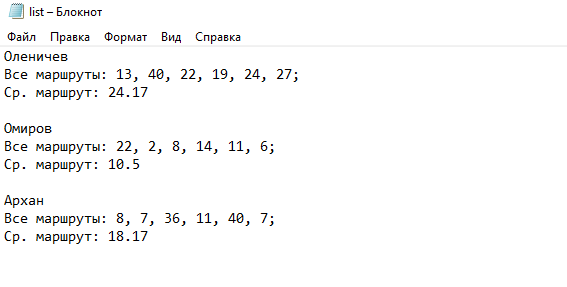 list – Блокнот
Файл Правка Формат Вид Справка
Оленичев
Все маршруты: 13, 40, 22, 19, 24, 27;
Ср. маршрут: 24.17
Омиров
Все маршруты: 22, 2, 8, 14, 11, 6;
Ср. маршрут: 10.5
Архан
Все маршруты: 8, 7, 36, 11, 40, 7;
Ср. маршрут: 18.17